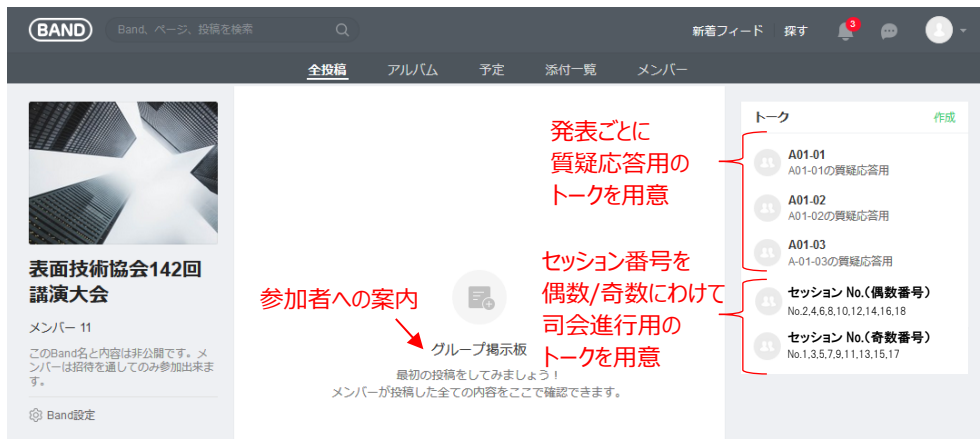 BAND
Band、ページ、投稿を検索
新着フィード
探す
3
全投稿
アルバム
予定
添付一覧
メンバー
表面技術協会142回
講演大会
メンバー 11
このBand名と内容は非公開です。メ
ンバーは招待を通してのみ参加出来ま
す。
Band設定
発表ごとに
質疑応答用の
トークを用意
参加者への案内
セッション番号を
偶数/奇数にわけて
司会進行用の
トークを用意
グループ掲示板
最初の投稿をしてみましょう！
メンバーが投稿した全ての内容をここで確認できます。
トーク
作成
A01-01
A01-01の質疑応答用
A01-02
A01-02の質疑応答用
A01-03
A-01-03の質疑応答用
セッション No.（偶数番号）
No.2,4,6,8,10,12,14,16,18
セッション No.（奇数番号）
No.1,3,5,7,9,11,13,15,17